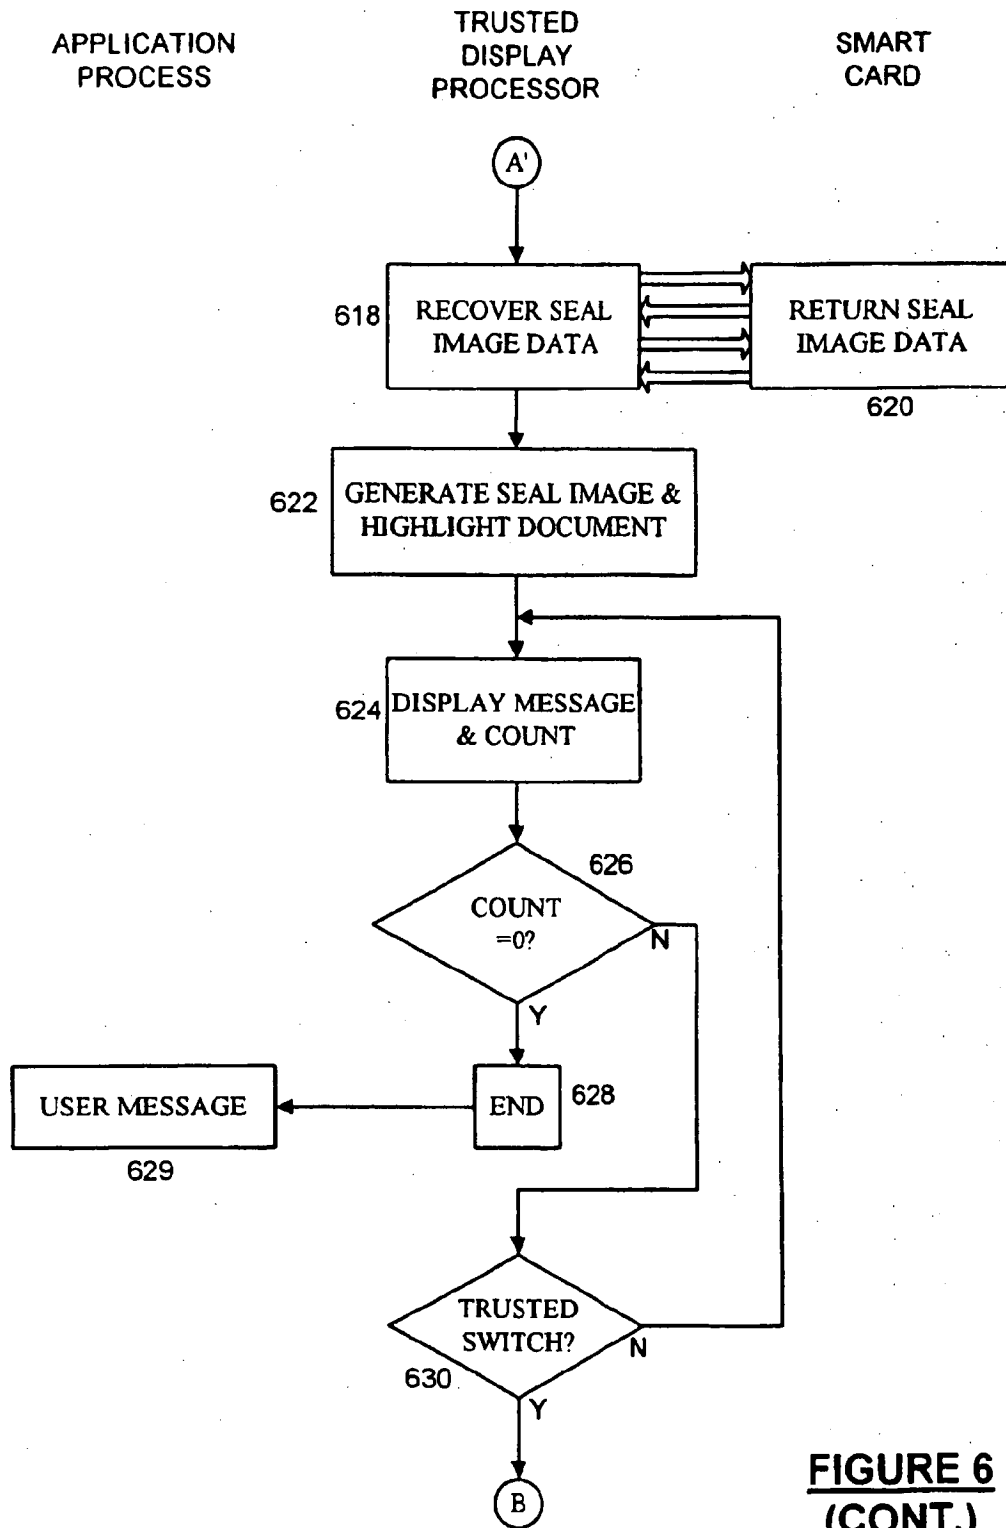 APPLICATION
PROCESS
TRUSTED
DISPLAY
PROCESSOR
SMART
CARD
A'
618
RECOVER SEAL
IMAGE DATA
RETURN SEAL
IMAGE DATA
620
622
GENERATE SEAL IMAGE &
HIGHLIGHT DOCUMENT
624
DISPLAY MESSAGE
& COUNT
626
COUNT
=0?
N
Y
USER MESSAGE
629
END
628
TRUSTED
SWITCH?
N
630
Y
B
FIGURE 6
(CONT.)